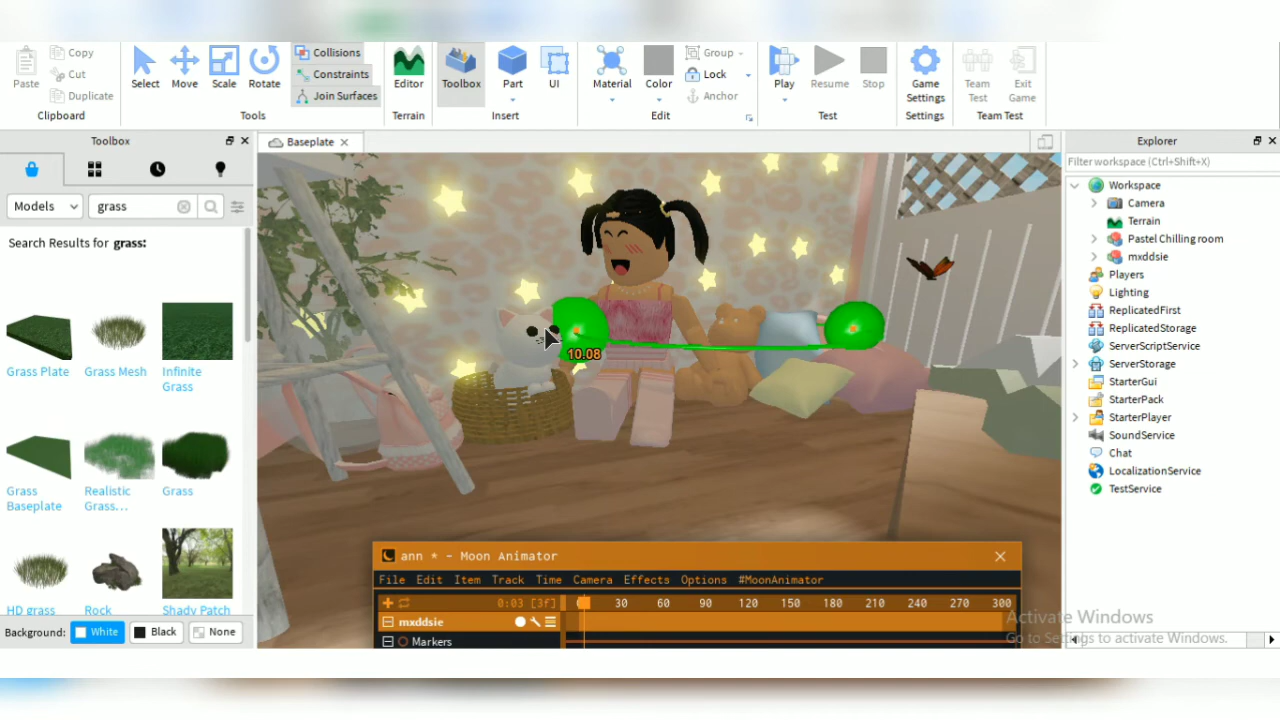 Paste
Copy
Cut
Duplicate
Clipboard
Select
Move
Scale
Rotate
Collisions
Constraints
Join Surfaces
Tools
Editor
Terrain
Toolbox
Part
UI
Insert
Material
Color
Group
Lock
Anchor
Edit
Play
Resume
Stop
Test
Game
Settings
Settings
Team
Test
Exit
Game
Team Test
Toolbox
Baseplate
Explorer
Models
grass
Filter workspace (Ctrl+Shift+X)
Search Results for grass:
Grass Plate
Grass Mesh
Infinite
Grass
Grass
Baseplate
Realistic
Grass...
Grass
HD grass
Rock
Shady Patch
Background:
White
Black
None
10.08
ann * - Moon Animator
File Edit Item Track Time Camera Effects Options #MoonAnimator
0:03 [3f]
30 60 90 120 150 180 210 240 270 300
mxddsie
Markers
Workspace
Camera
Terrain
Pastel Chilling room
mxddsie
Players
Lighting
ReplicatedFirst
ReplicatedStorage
ServerScriptService
ServerStorage
StarterGui
StarterPack
StarterPlayer
SoundService
Chat
LocalizationService
TestService
Activate Windows
Go to Settings to activate Windows.